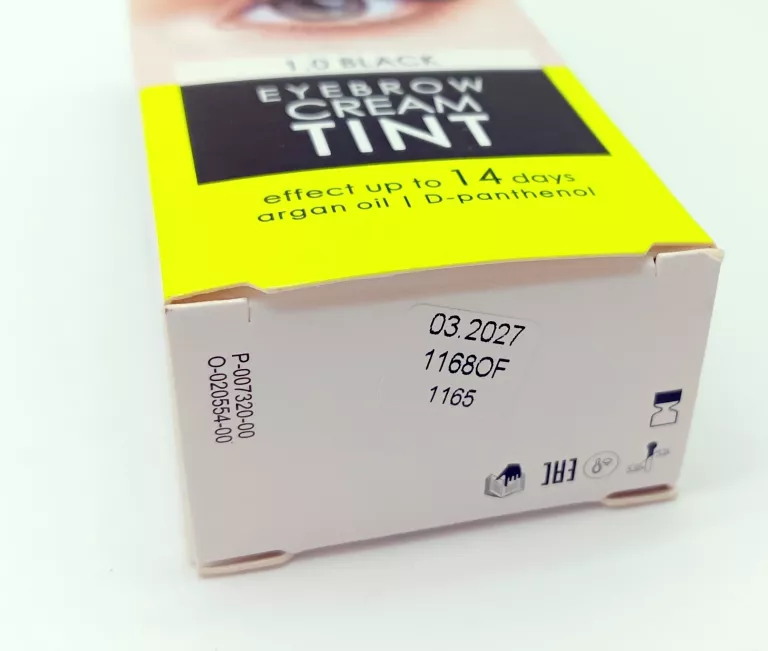 1.0 BLACK
EYEBROW
CREAM
TINT
effect up to 14 days
argan oil | D-panthenol
03.2027
1168OF
1165
P-007320-00
O-020554-00
EAC